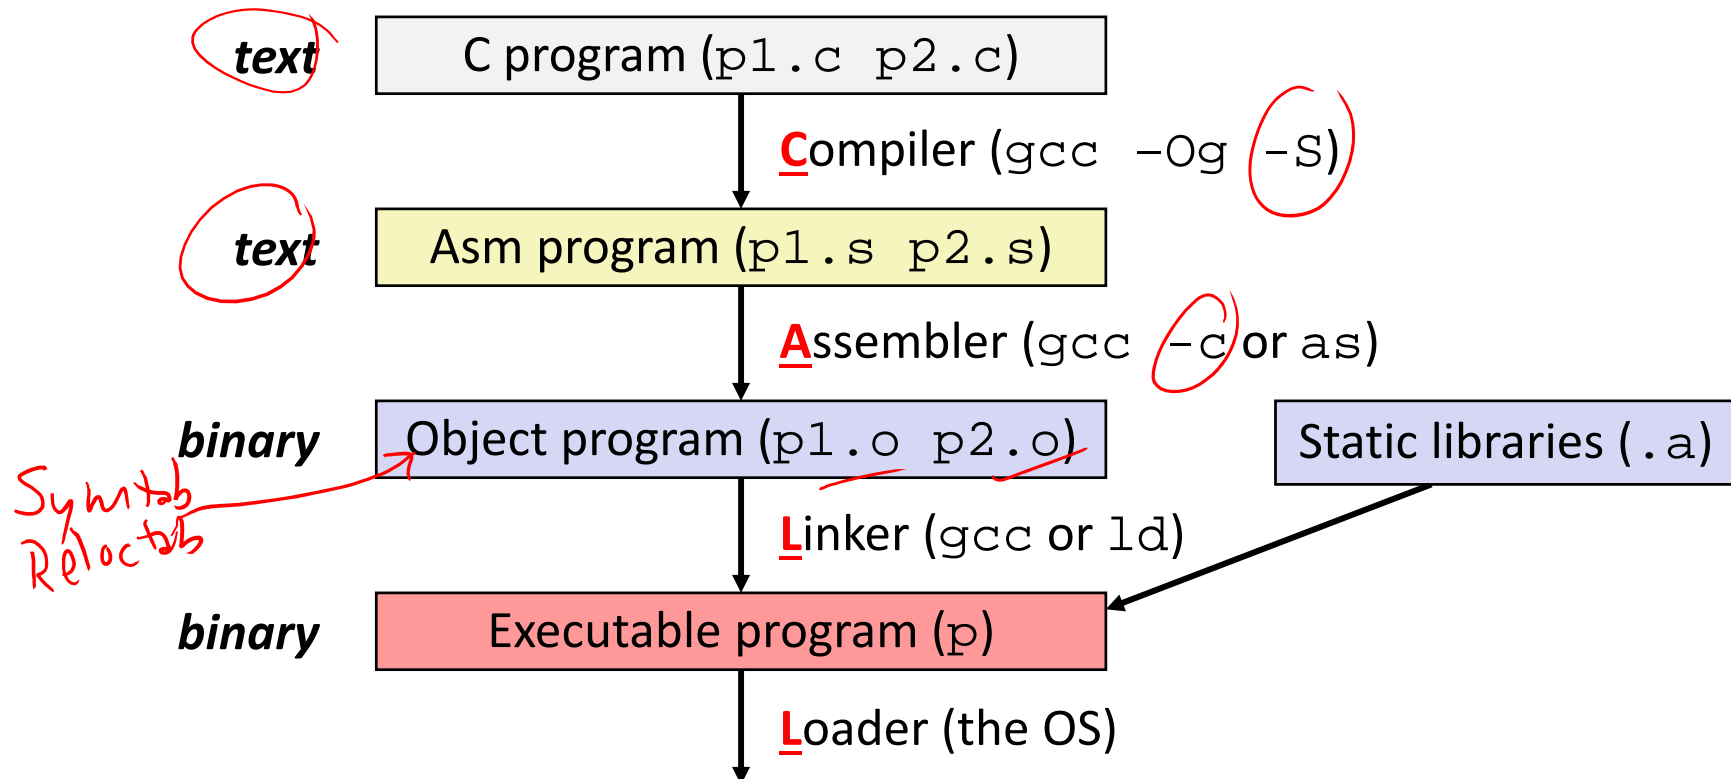 text C program (p1.c p2.c)
Compiler (gcc -Og -S)
text Asm program (p1.s p2.s)
Assembler (gcc -c or as)
binary Object program (p1.o p2.o) Static libraries (.a)
Symtab
Reloctab
Linker (gcc or ld)
binary Executable program (p)
Loader (the OS)